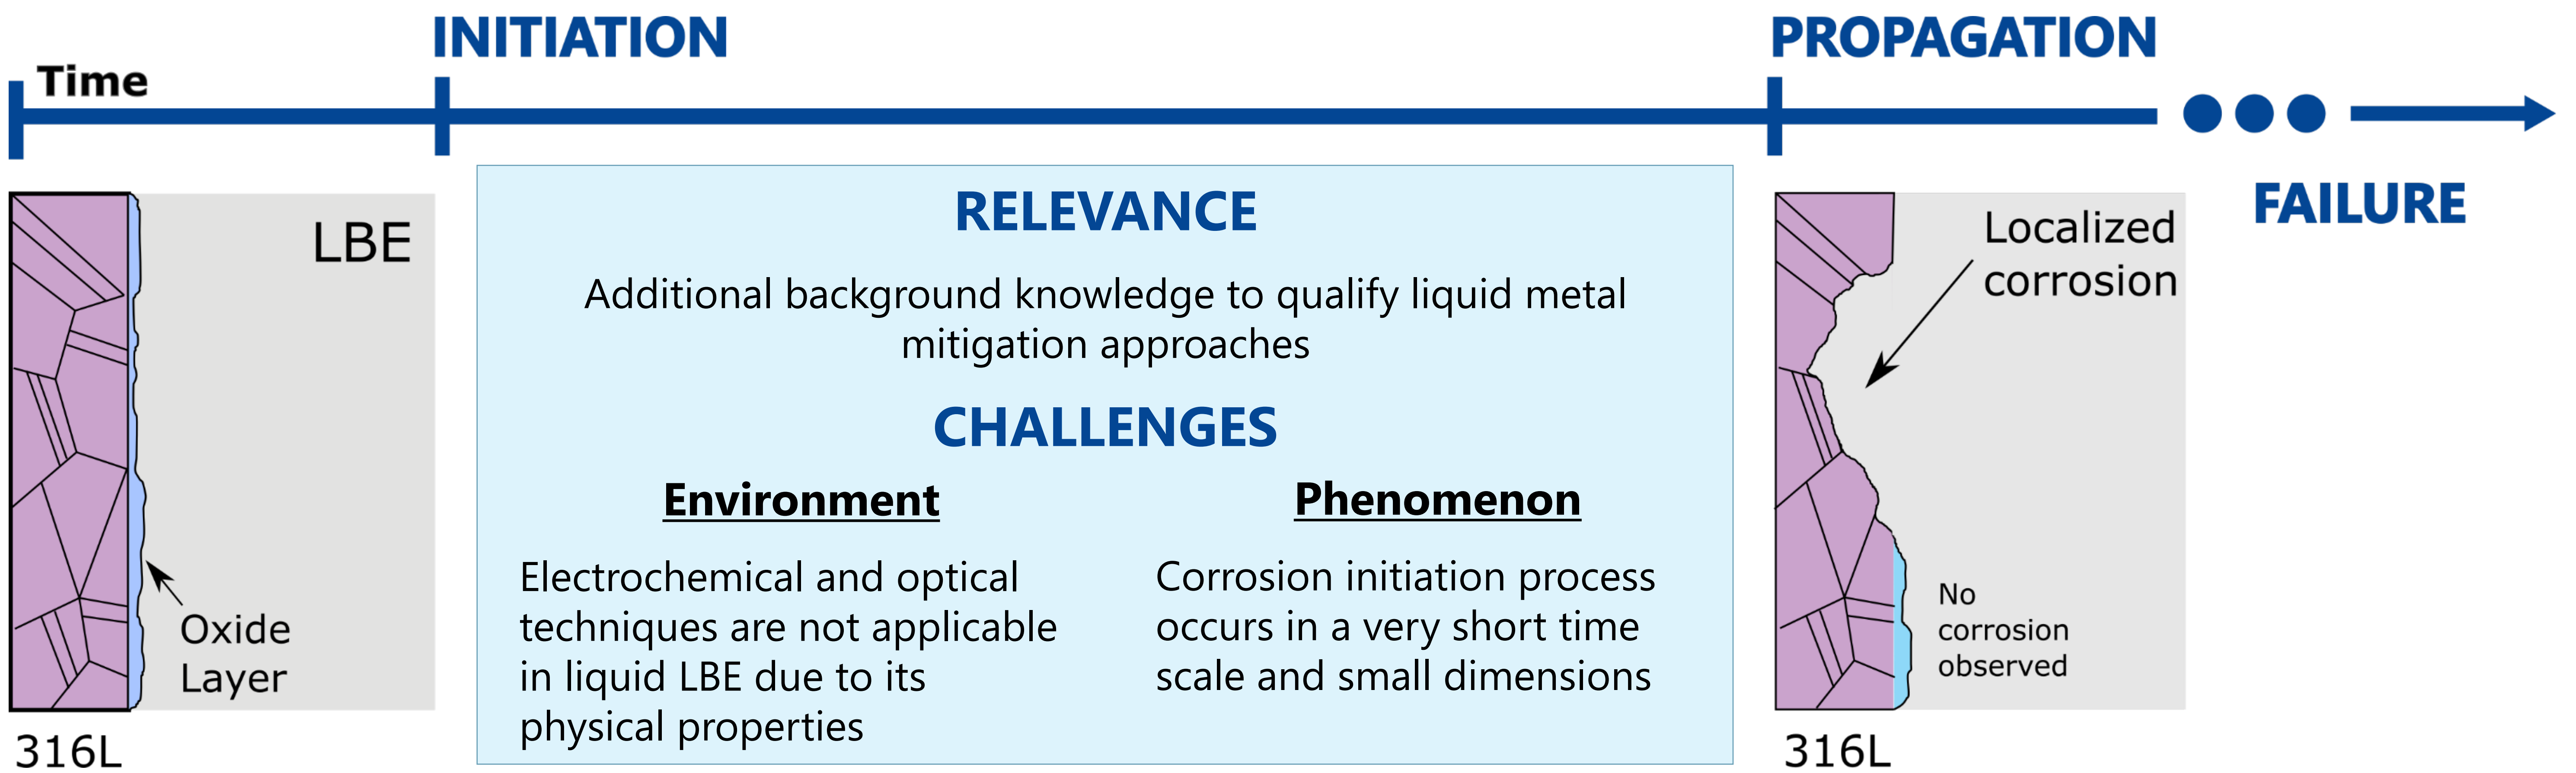 INITIATION
PROPAGATION
Time
FAILURE
LBE
Oxide
Layer
316L
RELEVANCE
Additional background knowledge to qualify liquid metal
mitigation approaches
CHALLENGES
Environment
Electrochemical and optical
techniques are not applicable
in liquid LBE due to its
physical properties
Phenomenon
Corrosion initiation process
occurs in a very short time
scale and small dimensions
Localized
corrosion
No
corrosion
observed
316L